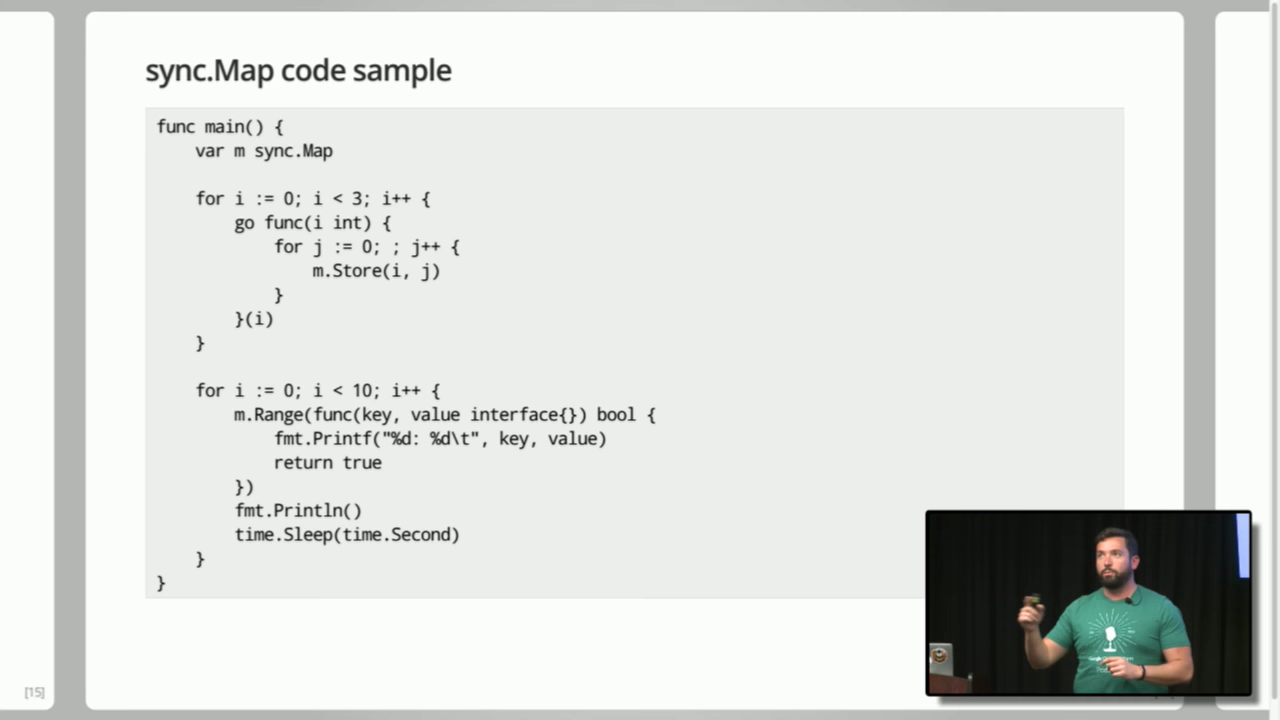 sync.Map code sample
func main() {
    var m sync.Map

    for i := 0; i < 3; i++ {
        go func(i int) {
            for j := 0; ; j++ {
                m.Store(i, j)
            }
        }(i)
    }

    for i := 0; i < 10; i++ {
        m.Range(func(key, value interface{}) bool {
            fmt.Printf("%d: %d\t", key, value)
            return true
        })
        fmt.Println()
        time.Sleep(time.Second)
    }
}
[15]
Google